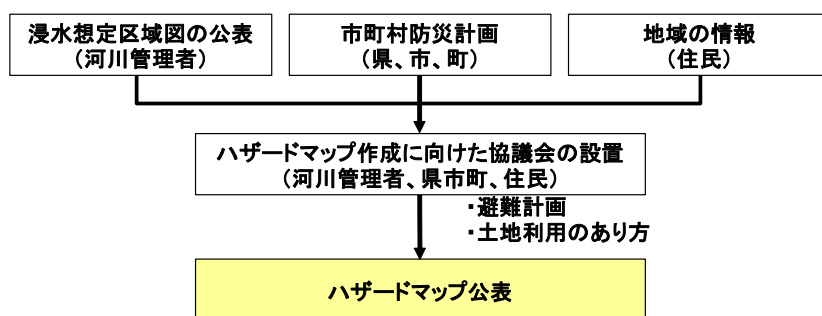 浸水想定区域図の公表
(河川管理者)
市町村防災計画
(県、市、町)
地域の情報
(住民)
ハザードマップ作成に向けた協議会の設置
(河川管理者、県市町、住民)
・避難計画
・土地利用のあり方
ハザードマップ公表